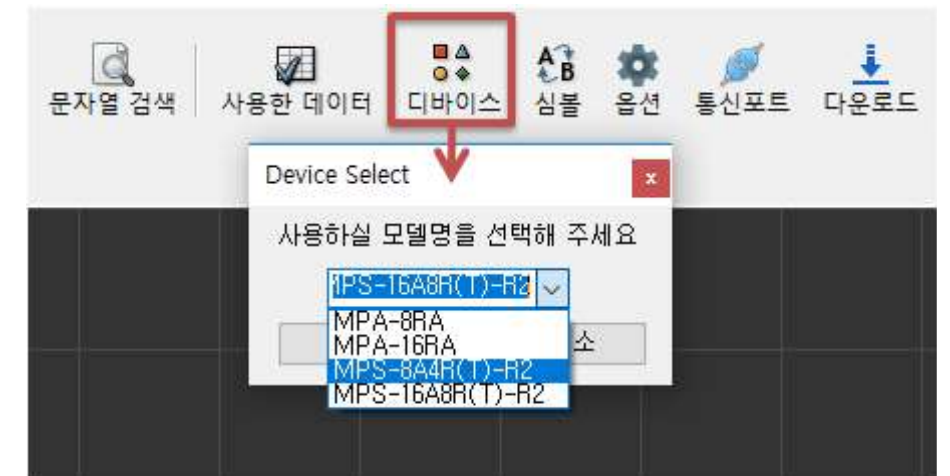 A
B
문자열 검색
사용한 데이터
디바이스
심볼
옵션
통신포트
다운로드
Device Select
x
사용하실 모델명을 선택해 주세요
MPS-16A8R(T)-R2
MPA-8RA
MPA-16RA
소
MPS-8A4R(T)-R2
MPS-16A8R(T)-R2